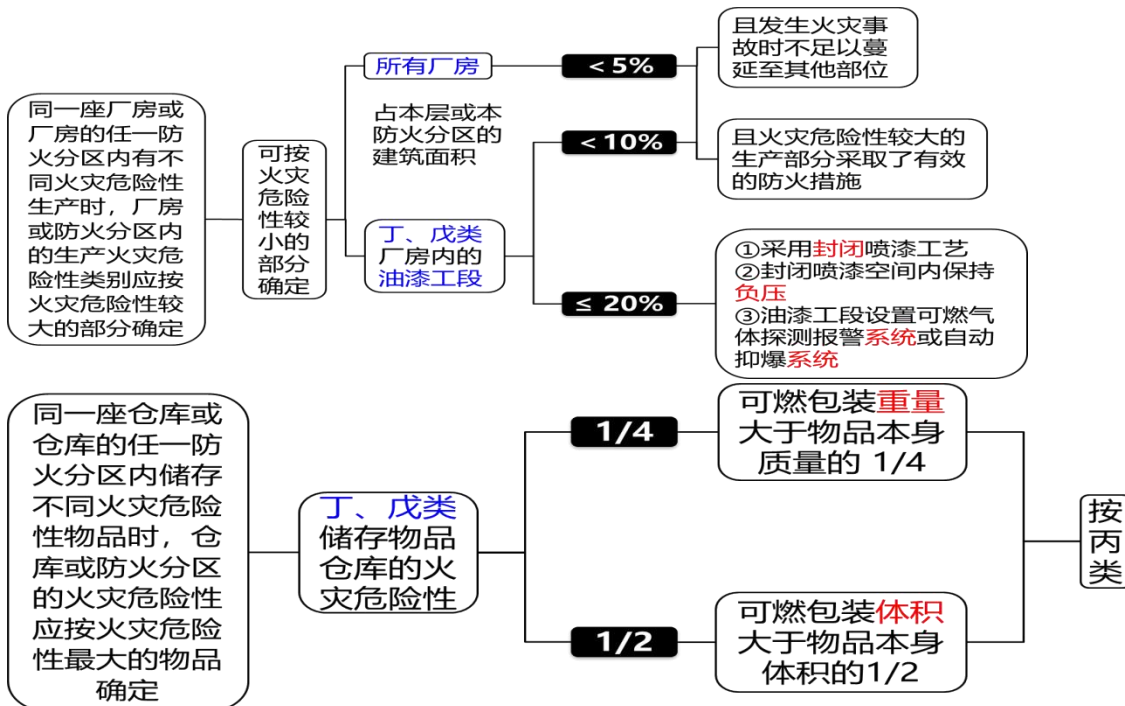 同一座厂房或
厂房的任一防
火分区内有不
同火灾危险性
生产时，厂房
或防火分区内
的生产火灾危
险性类别应按
火灾危险性较
大的部分确定
可按
火灾
危险
性较
小的
部分
确定
所有厂房
占本层或本
防火分区的
建筑面积
丁、戊类
厂房内的
油漆工段
< 5%
< 10%
≤ 20%
且发生火灾事
故时不足以蔓
延至其他部位
且火灾危险性较大的
生产部分采取了有效
的防火措施
①采用封闭喷漆工艺
②封闭喷漆空间内保持
负压
③油漆工段设置可燃气
体探测报警系统或自动
抑爆系统
同一座仓库或
仓库的任一防
火分区内储存
不同火灾危险
性物品时，仓
库或防火分区
的火灾危险性
应按火灾危险
性最大的物品
确定
丁、戊类
储存物品
仓库的火
灾危险性
1/4
1/2
可燃包装重量
大于物品本身
质量的 1/4
可燃包装体积
大于物品本身
体积的1/2
按
丙
类